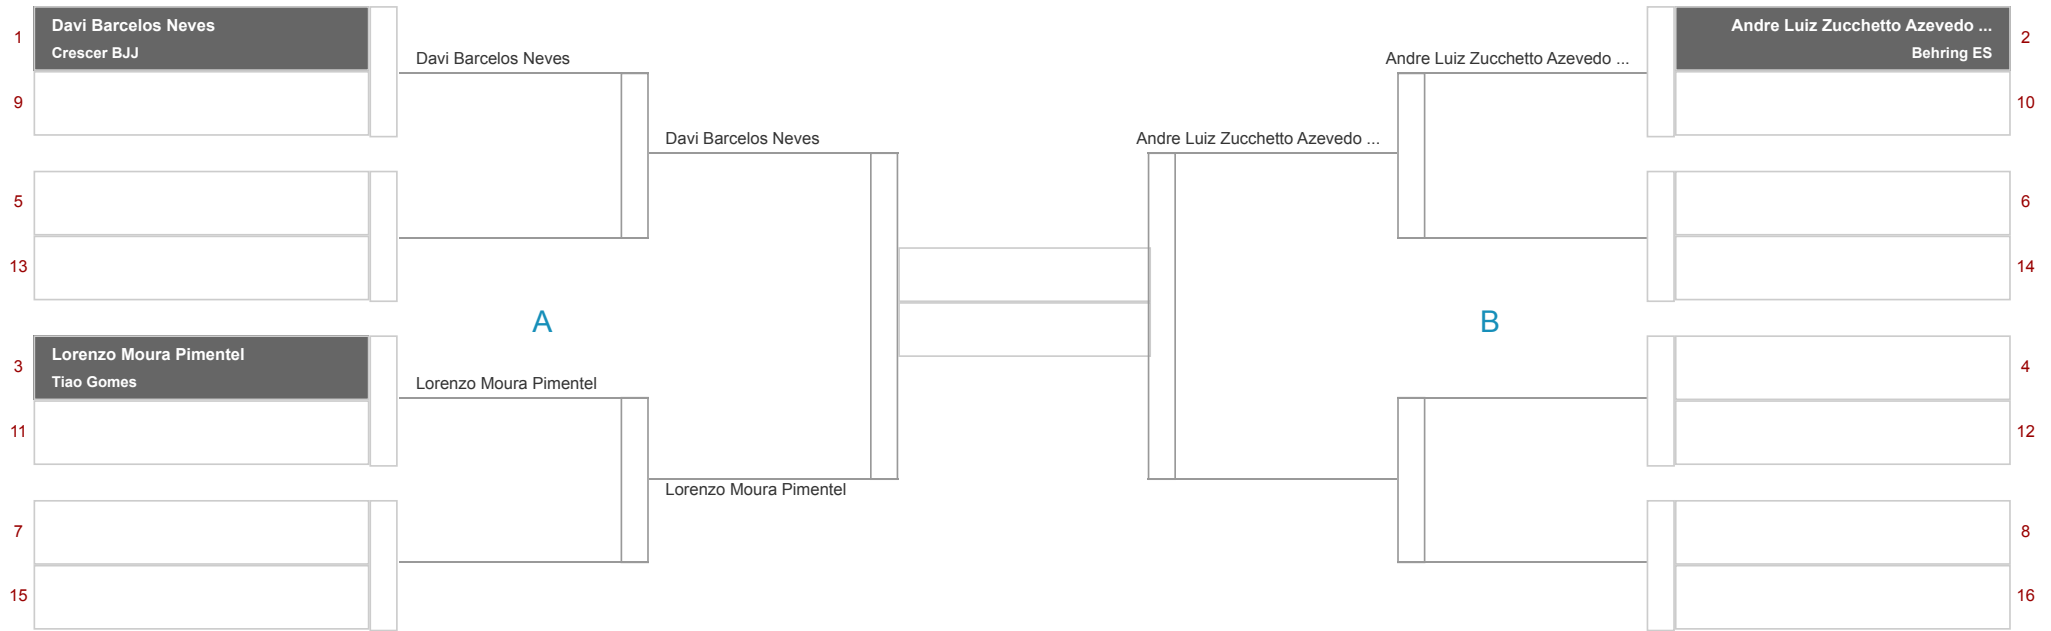 1
Davi Barcelos Neves
Crescer BJJ
9
5
13
3
Lorenzo Moura Pimentel
Tiao Gomes
11
7
15
Davi Barcelos Neves
Lorenzo Moura Pimentel
A
Davi Barcelos Neves
Lorenzo Moura Pimentel
Andre Luiz Zucchetto Azevedo ...
B
Andre Luiz Zucchetto Azevedo ...
Andre Luiz Zucchetto Azevedo ...
Behring ES
2
10
6
14
4
12
8
16